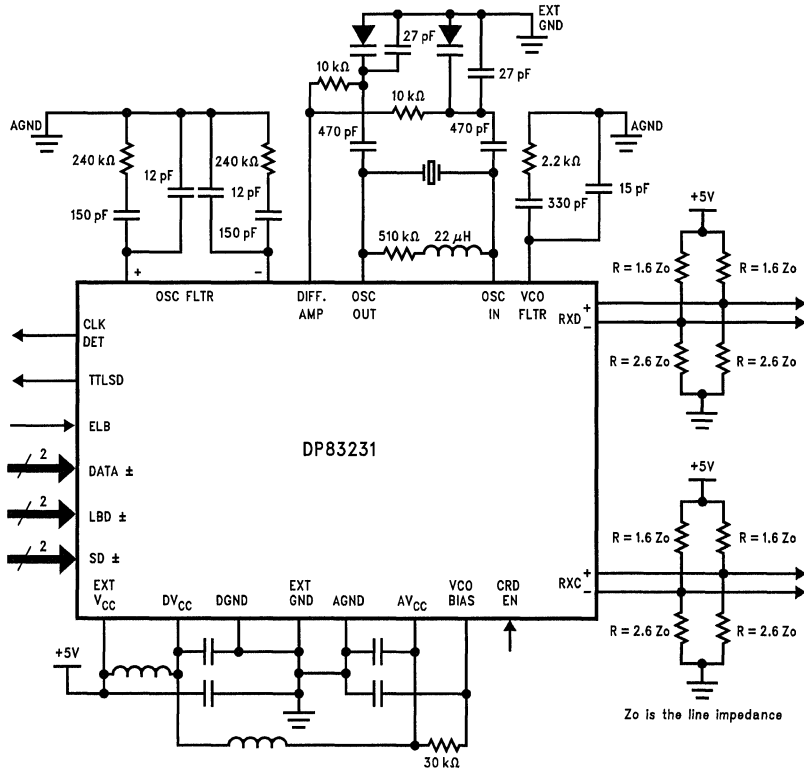 EXT
GND
27 pF
27 pF
10 kΩ
10 kΩ
AGND
470 pF
470 pF
AGND
240 kΩ
12 pF
240 kΩ
12 pF
150 pF
150 pF
2.2 kΩ
330 pF
15 pF
510 kΩ
22 μH
+5V
R = 1.6 Zo
R = 1.6 Zo
R = 2.6 Zo
R = 2.6 Zo
+
OSC FLTR
–
DIFF.
AMP
OSC
OUT
OSC
IN
VCO
FLTR
RXD
+
–
CLK
DET
TTLSD
ELB
2
DATA ±
2
LBD ±
2
SD ±
DP83231
+5V
R = 1.6 Zo
R = 1.6 Zo
R = 2.6 Zo
R = 2.6 Zo
RXC
+
–
EXT
VCC
DVCC
DGND
EXT
GND
AGND
AVCC
VCO
BIAS
CRD
EN
+5V
30 kΩ
Zo is the line impedance